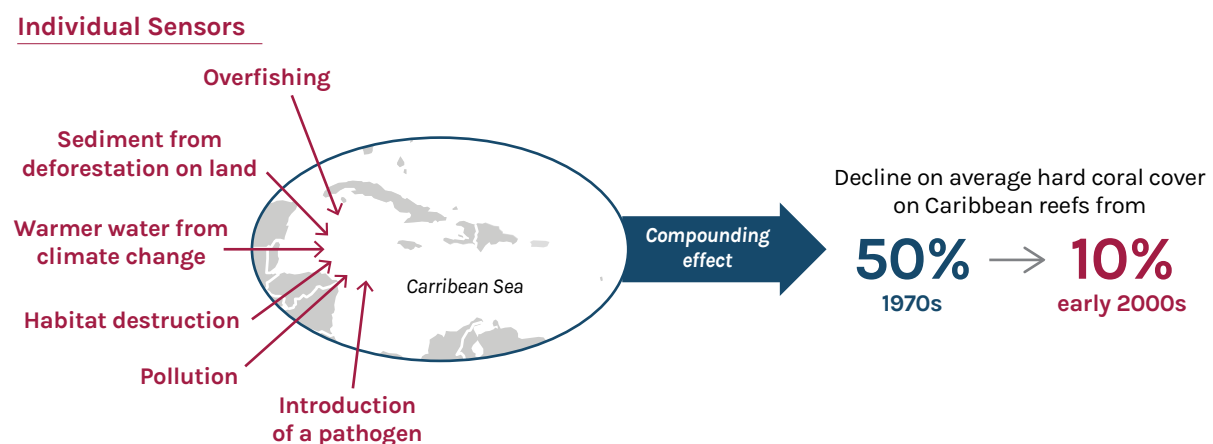 Individual Sensors
Overfishing
Sediment from
deforestation on land
Warmer water from
climate change
Habitat destruction
Pollution
Introduction
of a pathogen
Carribean Sea
Compounding
effect
Decline on average hard coral cover
on Caribbean reefs from
50% → 10%
1970s early 2000s